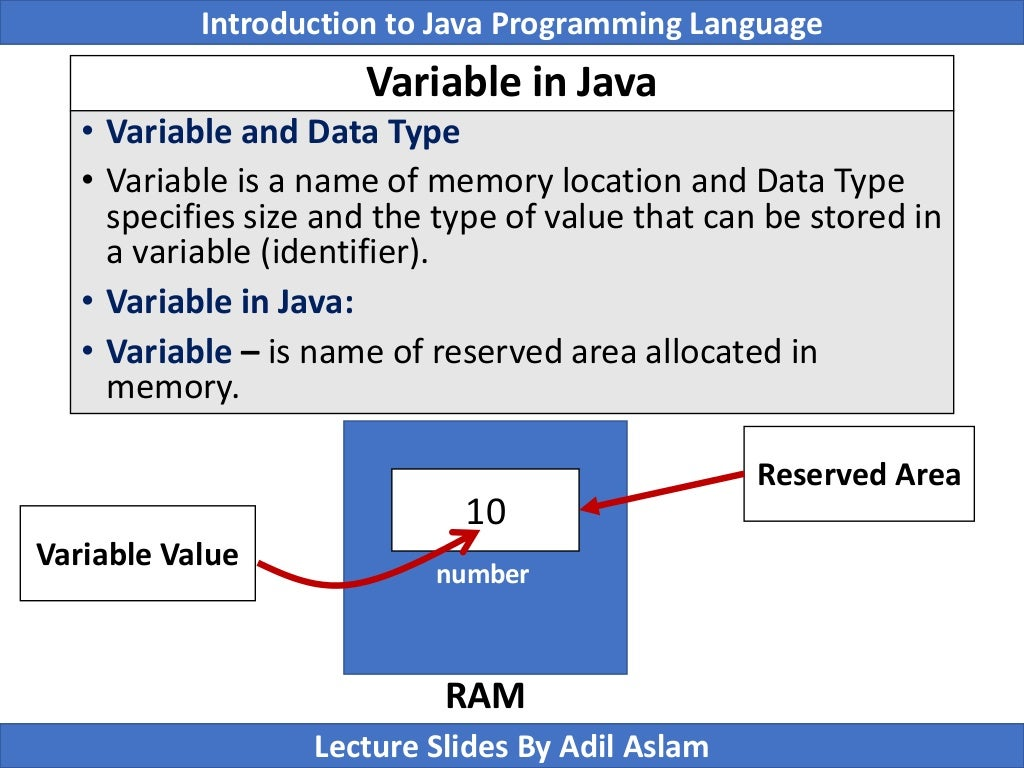 Introduction to Java Programming Language
Variable in Java
• Variable and Data Type
• Variable is a name of memory location and Data Type
specifies size and the type of value that can be stored in
a variable (identifier).
• Variable in Java:
• Variable – is name of reserved area allocated in
memory.
Reserved Area
10
Variable Value
number
RAM
Lecture Slides By Adil Aslam